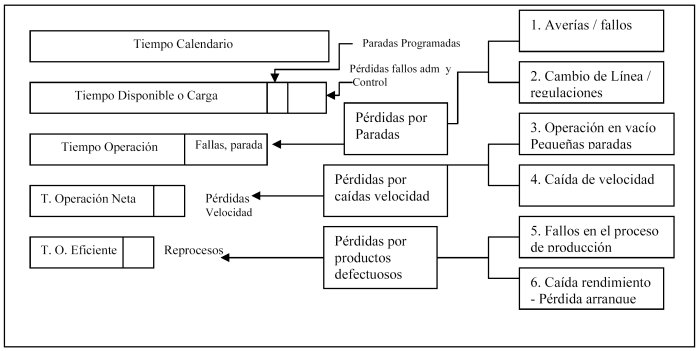 Tiempo Calendario
Paradas Programadas
Pérdidas fallos adm y
Control
Tiempo Disponible o Carga
Tiempo Operación
Fallas, parada
T. Operación Neta
Pérdidas
Velocidad
T. O. Eficiente
Reprocesos
Pérdidas por
Paradas
Pérdidas por
caídas velocidad
Pérdidas por
productos
defectuosos
1. Averías / fallos
2. Cambio de Línea /
regulaciones
3. Operación en vacío
Pequeñas paradas
4. Caída de velocidad
5. Fallos en el proceso
de producción
6. Caída rendimiento
- Pérdida arranque